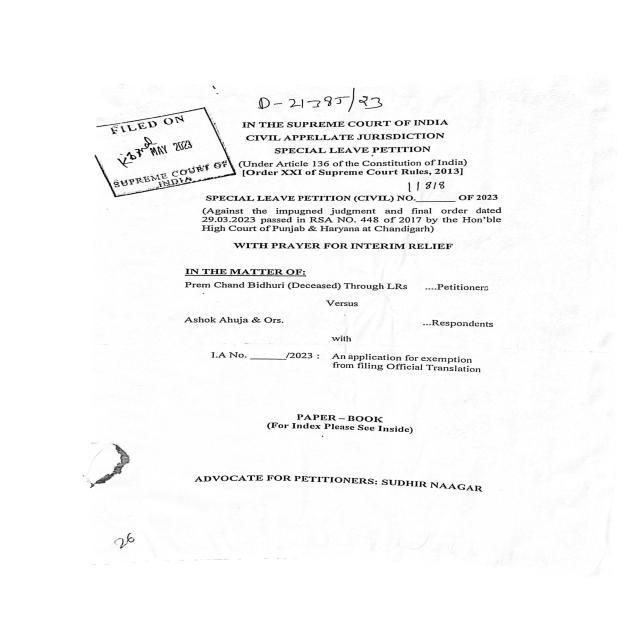 D-21385/23
FILED ON
23rd MAY 2023
SUPREME COURT OF
INDIA
IN THE SUPREME COURT OF INDIA
CIVIL APPELLATE JURISDICTION
SPECIAL LEAVE PETITION
(Under Article 136 of the Constitution of India)
[Order XXI of Supreme Court Rules, 2013]
11818
SPECIAL LEAVE PETITION (CIVIL) NO.______ OF 2023
(Against the impugned judgment and final order dated
29.03.2023 passed in RSA NO. 448 of 2017 by the Hon'ble
High Court of Punjab & Haryana at Chandigarh)
WITH PRAYER FOR INTERIM RELIEF
IN THE MATTER OF:
Prem Chand Bidhuri (Deceased) Through LRs ....Petitioners
Versus
Ashok Ahuja & Ors. ...Respondents
with
I.A No. ______/2023 : An application for exemption
from filing Official Translation
PAPER – BOOK
(For Index Please See Inside)
ADVOCATE FOR PETITIONERS: SUDHIR NAAGAR
26